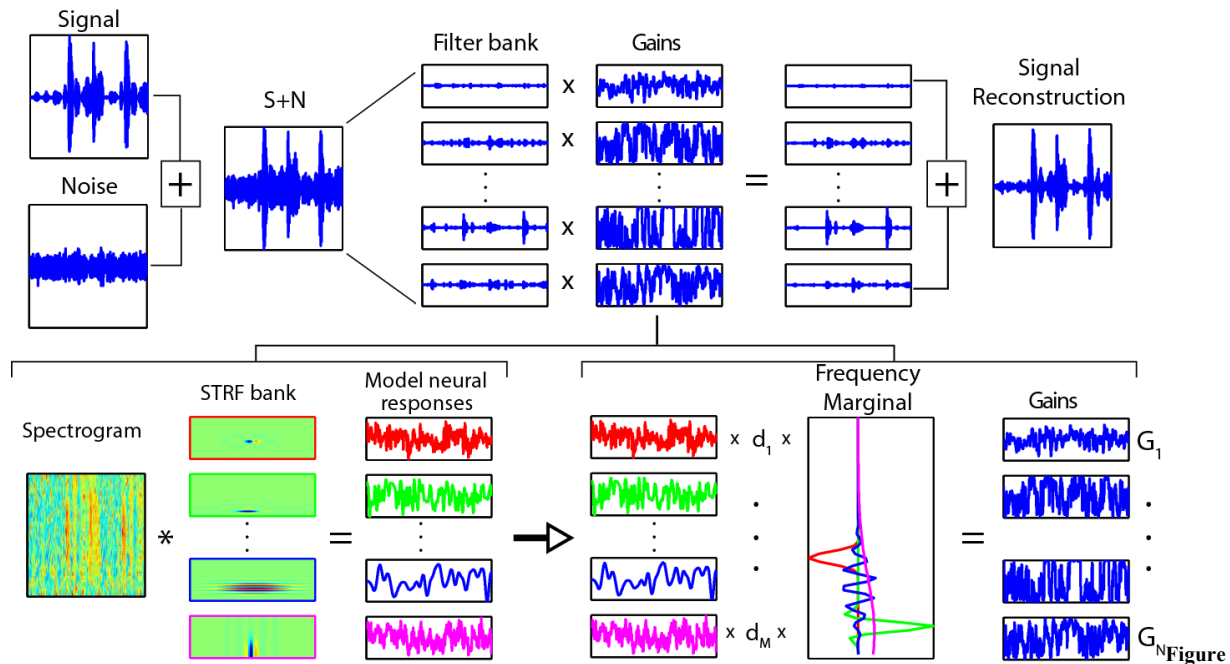 Signal
Noise
+
S+N
Filter bank
Gains
x
x
x
x
=
+
Signal
Reconstruction
Spectrogram
*
STRF bank
=
Model neural
responses
x d1 x
x dM x
Frequency
Marginal
=
Gains
G1
GN
Figure